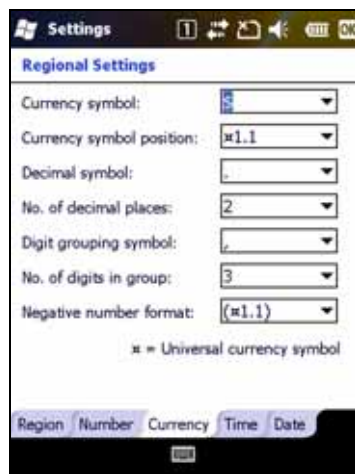 Settings 1 OK
Regional Settings
Currency symbol: $
Currency symbol position: ¤1.1
Decimal symbol: .
No. of decimal places: 2
Digit grouping symbol: ,
No. of digits in group: 3
Negative number format: (¤1.1)
¤ = Universal currency symbol
Region Number Currency Time Date